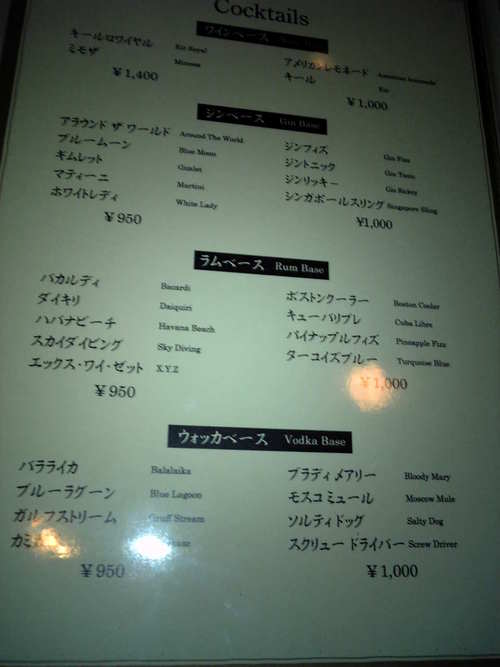 Cocktails
ワインベース
キールロワイヤル Kir Royal
ミモザ Mimosa
￥1,400
アメリカンレモネード American lemonade
キール Kir
￥1,000
ジンベース Gin Base
アラウンド ザ ワールド Around The World
ブルームーン Blue Moon
ギムレット Gimlet
マティーニ Martini
ホワイトレディ White Lady
￥950
ジンフィズ Gin Fizz
ジントニック Gin Tonic
ジンリッキー Gin Rickey
シンガポールスリング Singapore Sling
¥1,000
ラムベース Rum Base
バカルディ Bacardi
ダイキリ Daiquiri
ハバナビーチ Havana Beach
スカイダイビング Sky Diving
エックス・ワイ・ゼット X.Y.Z
￥950
ボストンクーラー Boston Cooler
キューバリブレ Cuba Libre
パイナップルフィズ Pineapple Fizz
ターコイズブルー Turquoise Blue
￥1,000
ウォッカベース Vodka Base
バラライカ Balalaika
ブルーラグーン Blue Lagoon
ガルフストリーム Gruff Stream
￥950
ブラディメアリー Bloody Mary
モスコミュール Moscow Mule
ソルティドッグ Salty Dog
スクリュードライバー Screw Driver
￥1,000